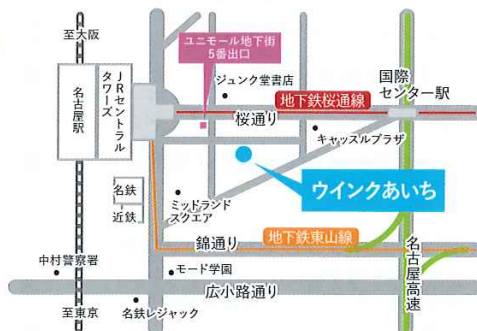 至大阪
ユニモール地下街
5番出口
ジュンク堂書店
国際
センター駅
名古屋駅
JRセントラル
タワーズ
地下鉄桜通線
桜通り
キャッスルプラザ
ウインクあいち
名鉄
近鉄
ミッドランド
スクエア
錦通り
地下鉄東山線
名古屋高速
中村警察署
モード学園
広小路通り
至東京
名鉄レジャック